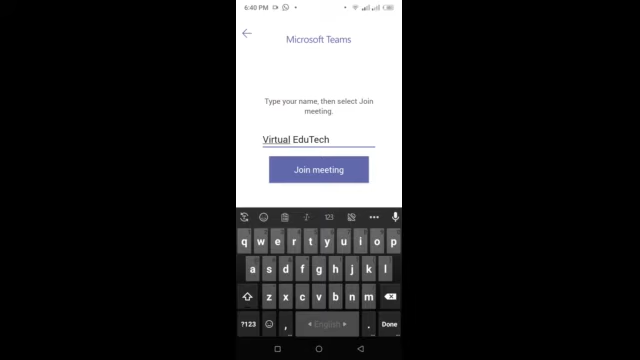 6:40 PM
Microsoft Teams
Type your name, then select Join
meeting.
Virtual EduTech
Join meeting
123
q w e r t y u i o p
a s d f g h j k l
z x c v b n m
?123 , English . Done